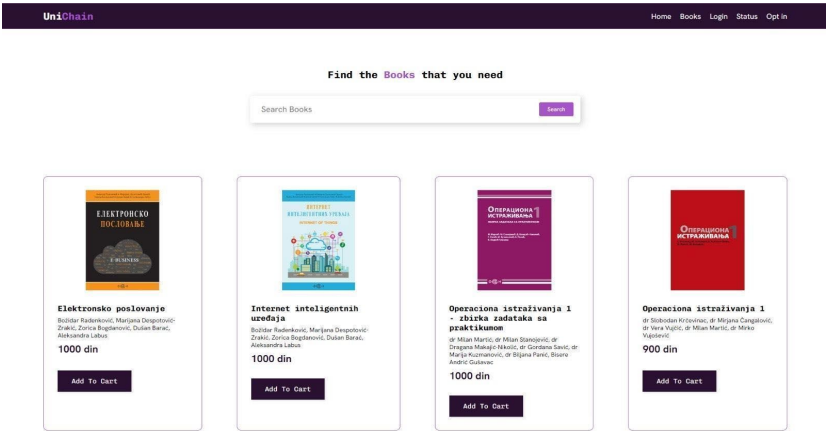 UniChain
Home Books Login Status Opt in
Find the Books that you need
Search Books
Search
ЕЛЕКТРОНСКО
ПОСЛОВАЊЕ
E-BUSINESS
Elektronsko poslovanje
Božidar Radenković, Marijana Despotović-
Zrakić, Zorica Bogdanović, Dušan Barać,
Aleksandra Labus
1000 din
Add To Cart
ИНТЕРНЕТ
ИНТЕЛИГЕНТНИХ УРЕЂАЈА
Internet inteligentnih
uređaja
Božidar Radenković, Marijana Despotović-
Zrakić, Zorica Bogdanović, Dušan Barać,
Aleksandra Labus
1000 din
Add To Cart
ОПЕРАЦИОНА 1
ИСТРАЖИВАЊА
Operaciona istraživanja 1
- zbirka zadataka sa
praktikumom
dr Milan Martić, dr Milan Stanojević, dr
Dragana Makajić-Nikolić, dr Gordana Savić, dr
Marija Kuzmanović, dr Biljana Panić, Bisere
Andrić Gušavac
1000 din
Add To Cart
ОПЕРАЦИОНА 1
ИСТРАЖИВАЊА
Operaciona istraživanja 1
dr Slobodan Krčevinac, dr Mirjana Čangalović,
dr Vera Vujčić, dr Milan Martić, dr Mirko
Vujošević
900 din
Add To Cart